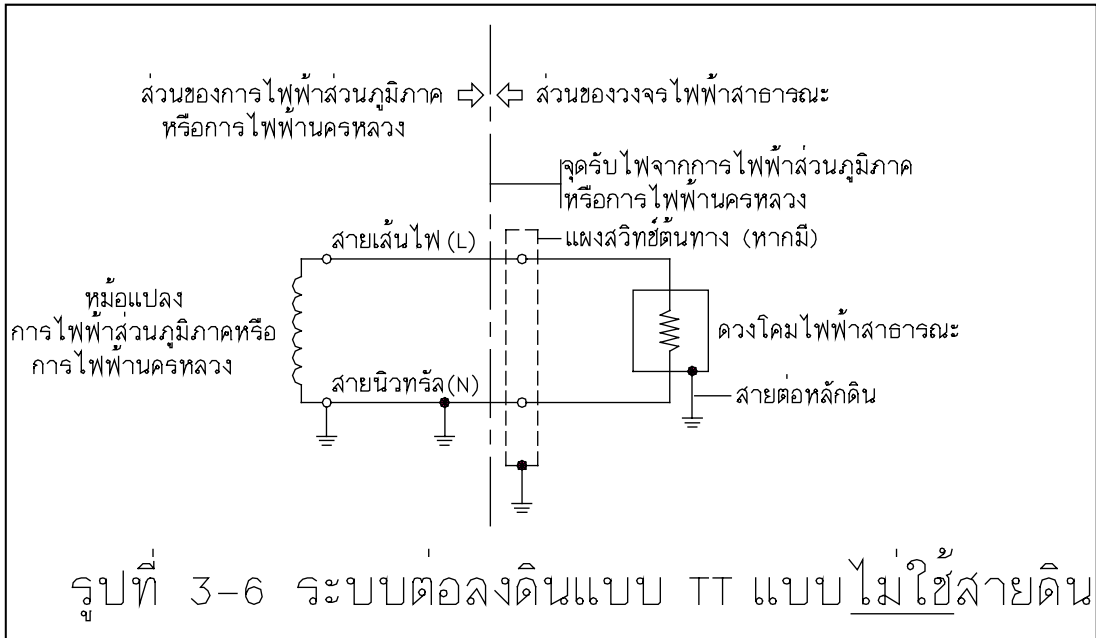 ส่วนของการไฟฟ้าส่วนภูมิภาค
หรือการไฟฟ้านครหลวง
ส่วนของวงจรไฟฟ้าสาธารณะ
จุดรับไฟจากการไฟฟ้าส่วนภูมิภาค
หรือการไฟฟ้านครหลวง
สายเส้นไฟ (L)
แผงสวิทช์ต้นทาง (หากมี)
หม้อแปลง
การไฟฟ้าส่วนภูมิภาคหรือ
การไฟฟ้านครหลวง
ดวงโคมไฟฟ้าสาธารณะ
สายนิวทรัล(N)
สายต่อหลักดิน
รูปที่ 3-6 ระบบต่อลงดินแบบ TT แบบไม่ใช้สายดิน